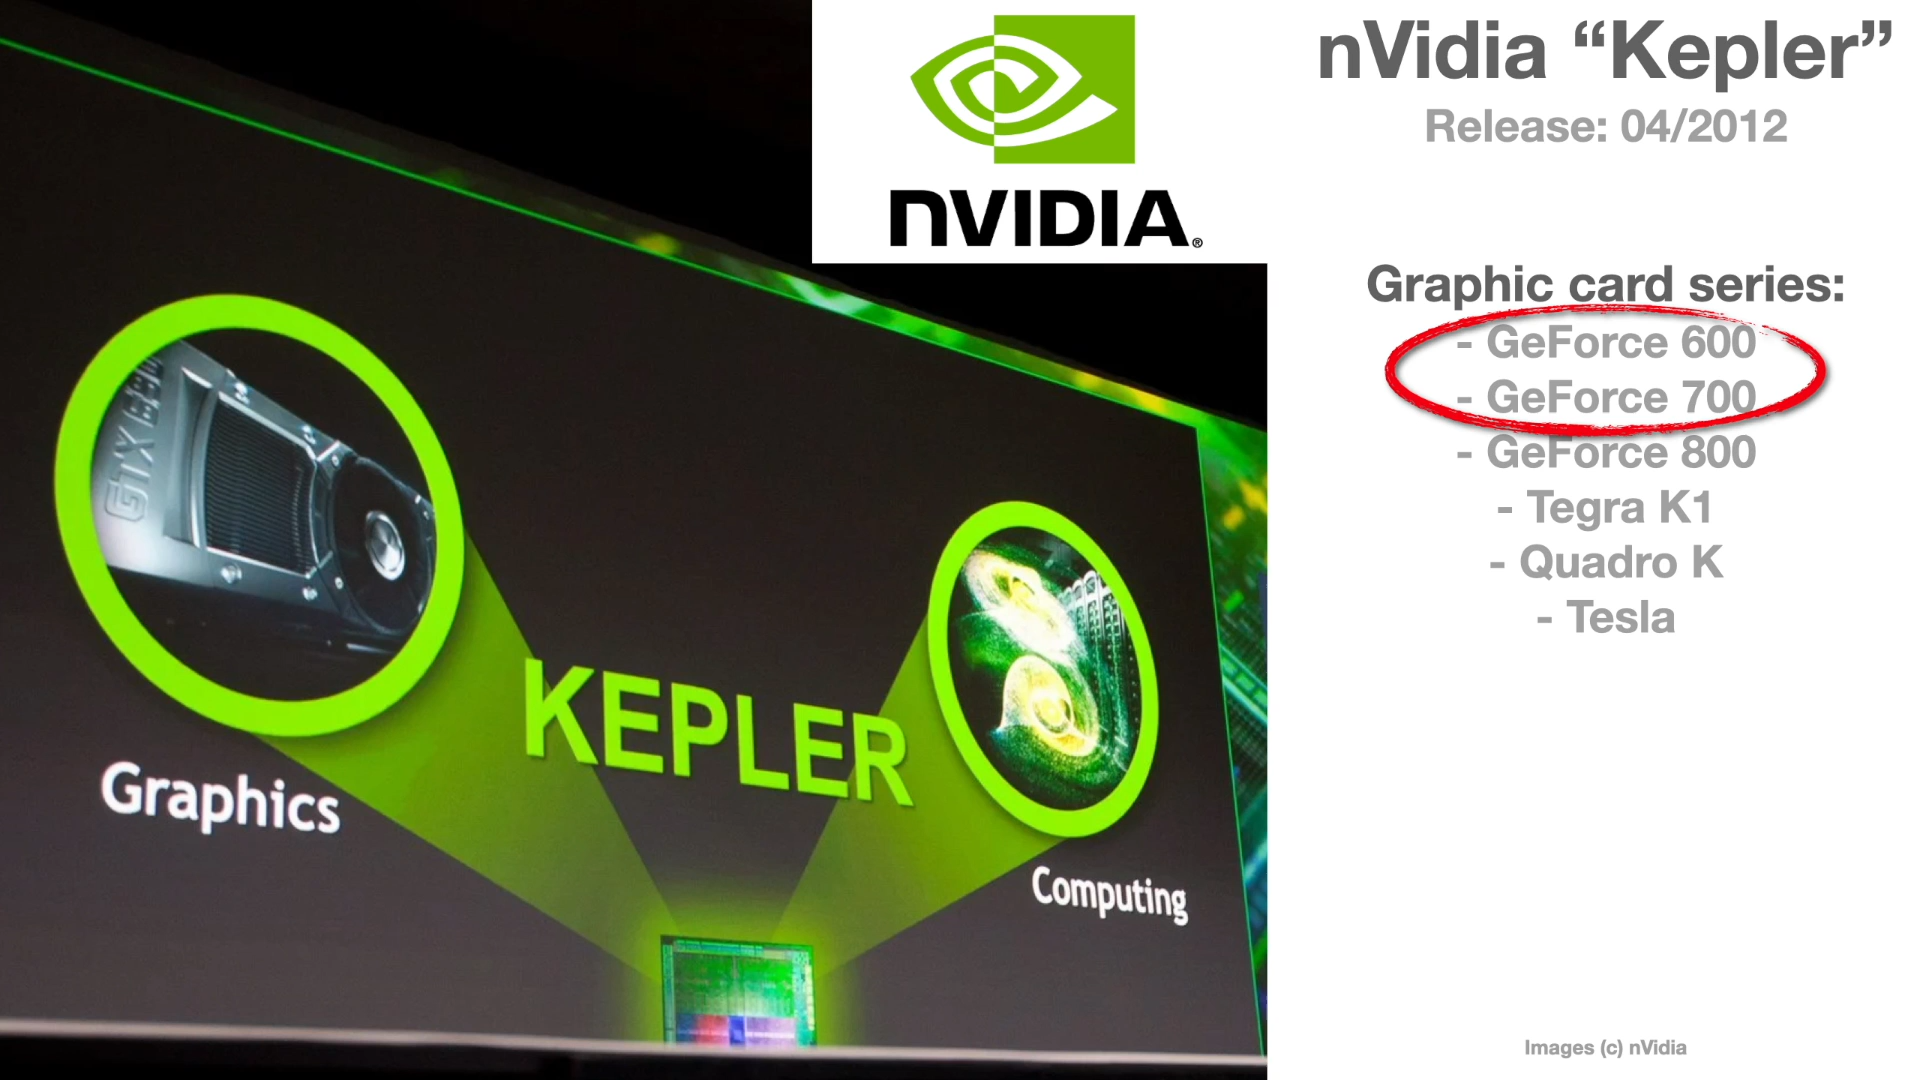 nVIDIA®
nVidia “Kepler”
Release: 04/2012
Graphic card series:
- GeForce 600
- GeForce 700
- GeForce 800
- Tegra K1
- Quadro K
- Tesla
GTX 680
KEPLER
Graphics
Computing
Images (c) nVidia